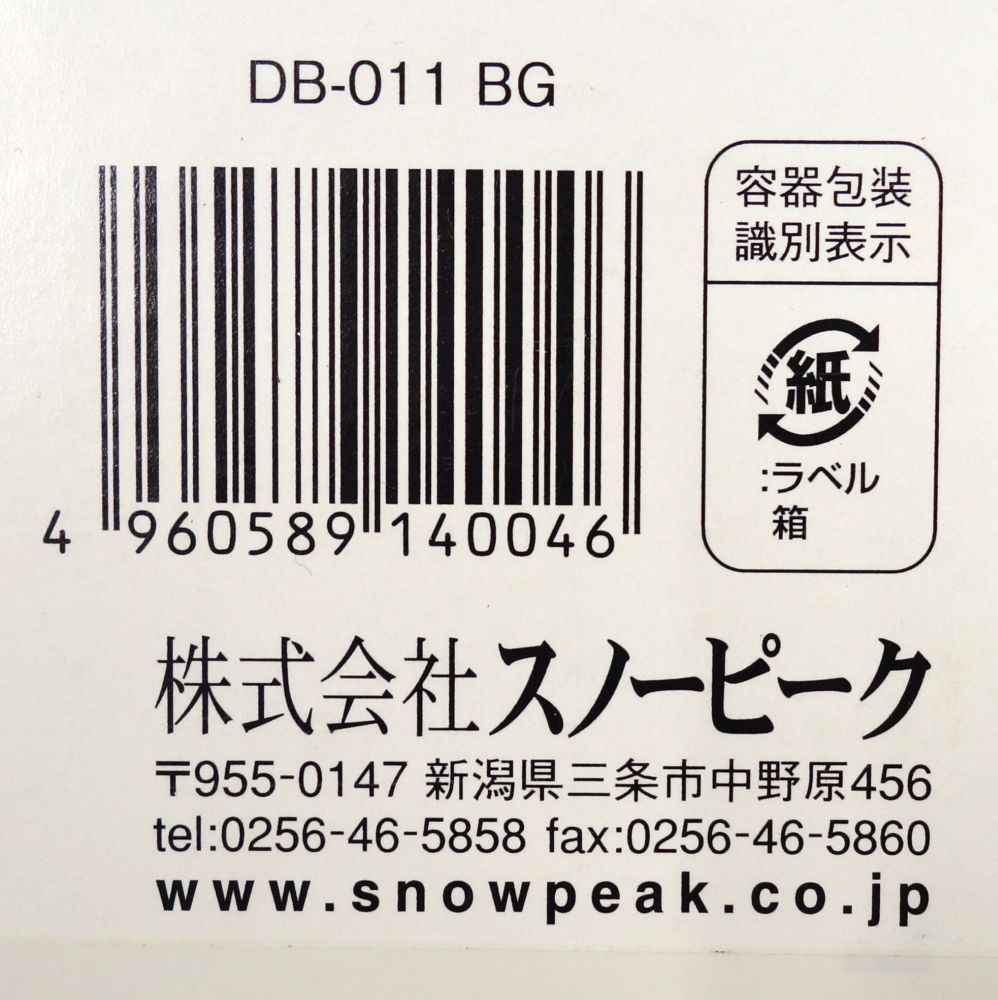 DB-011 BG
容器包装
識別表示
紙
:ラベル
箱
4 960589 140046
株式会社スノーピーク
〒955-0147 新潟県三条市中野原456
tel:0256-46-5858 fax:0256-46-5860
www.snowpeak.co.jp